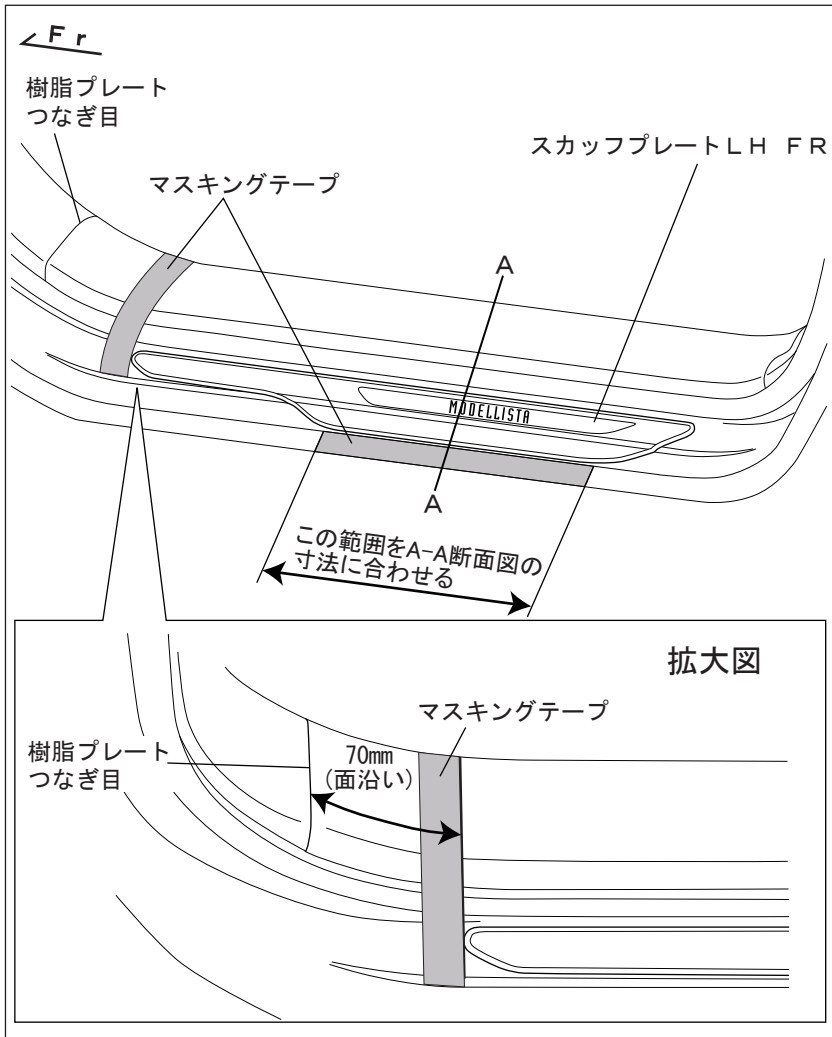 Ｆｒ
樹脂プレート
つなぎ目
スカッフプレートＬＨ ＦＲ
マスキングテープ
A
MODELLISTA
A
この範囲をA-A断面図の
寸法に合わせる
拡大図
マスキングテープ
樹脂プレート
つなぎ目
70mm
（面沿い）